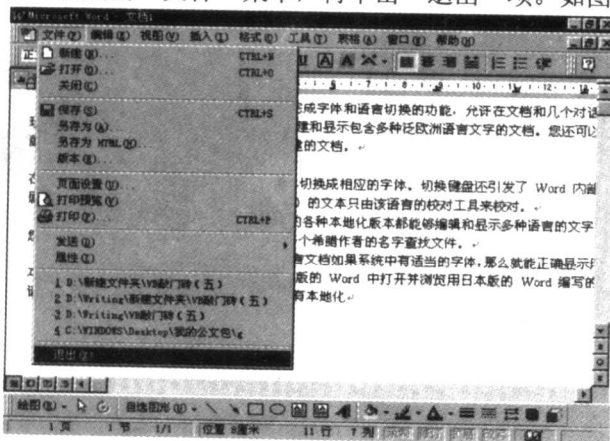 Microsoft Word - 文档1
文件(F) 编辑(E) 视图(V) 插入(I) 格式(O) 工具(T) 表格(A) 窗口(W) 帮助(H)
新建(N)... CTRL+N
打开(O)... CTRL+O
关闭(C)
保存(S) CTRL+S
另存为(A)...
另存为 HTML(H)...
版本(R)...
页面设置(U)...
打印预览(V)
打印(P)... CTRL+P
发送(D)
属性(I)
1 D:\新建文件夹\VB敲门砖(五)
2 D:\Writing\新建文件夹\VB敲门砖(五)
3 D:\Writing\VB敲门砖(五)
4 C:\WINDOWS\Desktop\我的公文包\g
退出(X)
完成字体和语言切换的功能，允许在文档和几个对话
建和显示包含多种泛欧洲语言文字的文档。您还可以
的文档。
切换成相应的字体。切换键盘还引发了 Word 内部
的文本只由该语言的校对工具来校对。
的各种本地化版本都能够编辑和显示多种语言的文字
个希腊作者的名字查找文件。
言文档如果系统中有适当的字体，那么就能正确显示
版的 Word 中打开并浏览用日本版的 Word 编写的
有本地化
绘图(R) 自选图形(U)
1 页 1 节 1/1 位置 8厘米 11 行 7 列